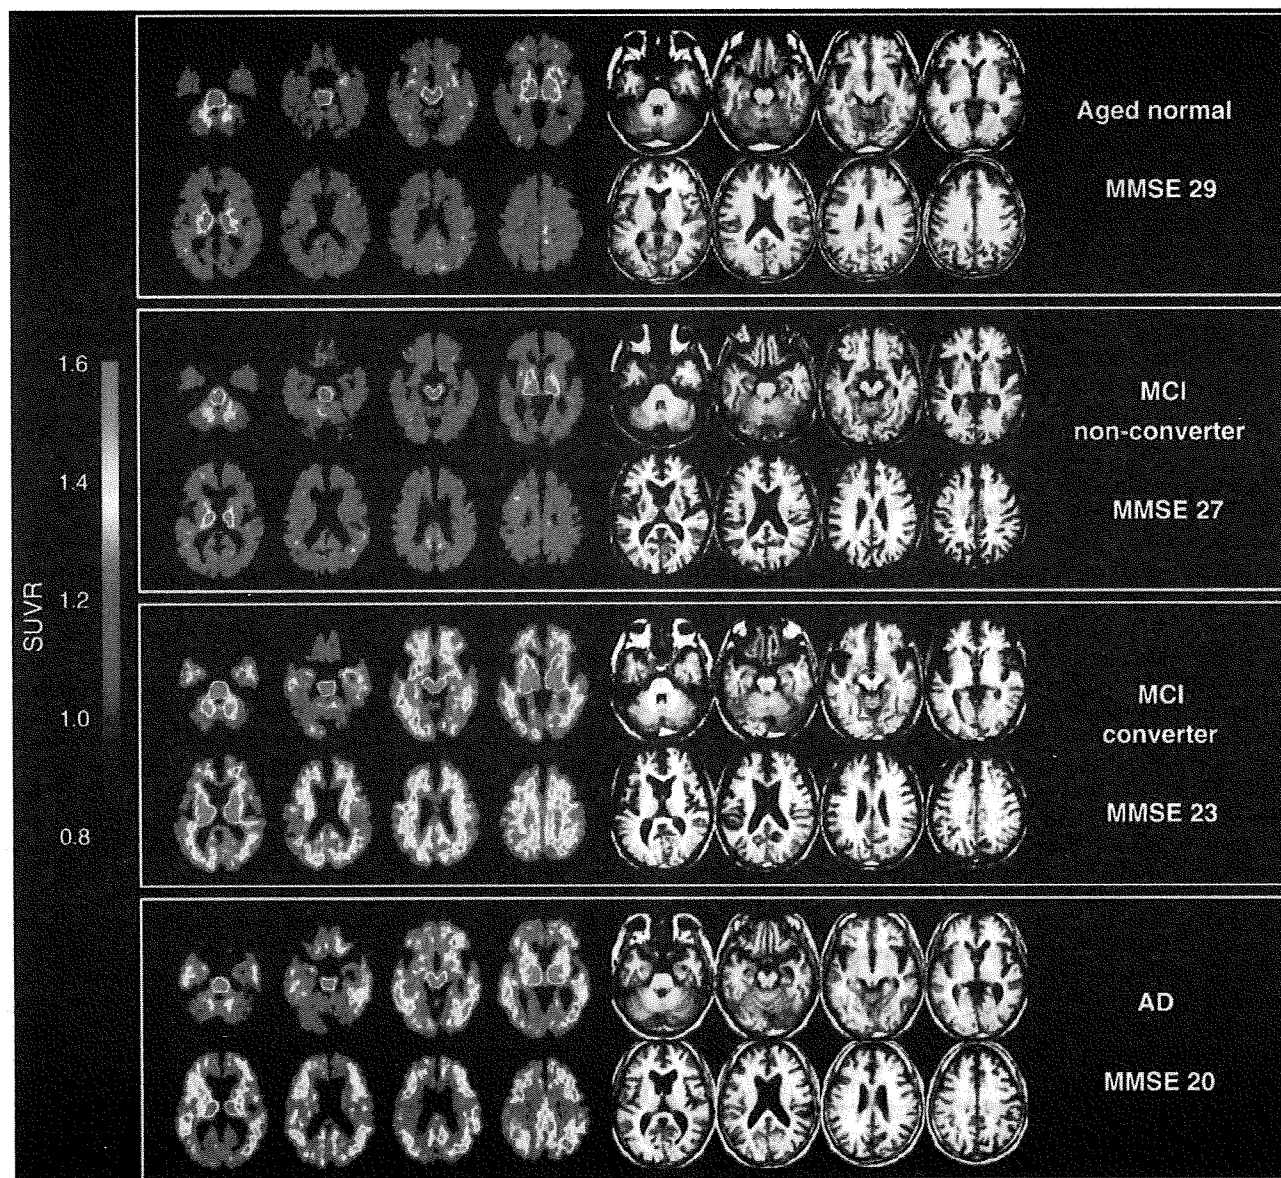 Aged normal
MMSE 29
1.6
1.4
1.2
1.0
0.8
SUVR
MCI
non-converter
MMSE 27
MCI
converter
MMSE 23
AD
MMSE 20